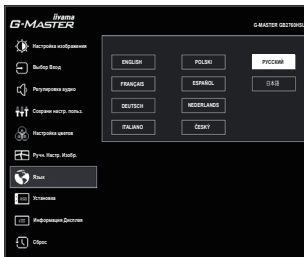 iiyama
G-MASTER
G-MASTER GB2760HSU
Настройка изображения
Выбор Вход
Регулировка аудио
Сохрани настр. польз.
Настройка цветов
Ручн. Настр. Изобр.
Язык
Установка
Информация Дисплея
Сброс
ENGLISH
POLSKI
РУССКИЙ
FRANÇAIS
ESPAÑOL
日本語
DEUTSCH
NEDERLANDS
ITALIANO
ČESKÝ